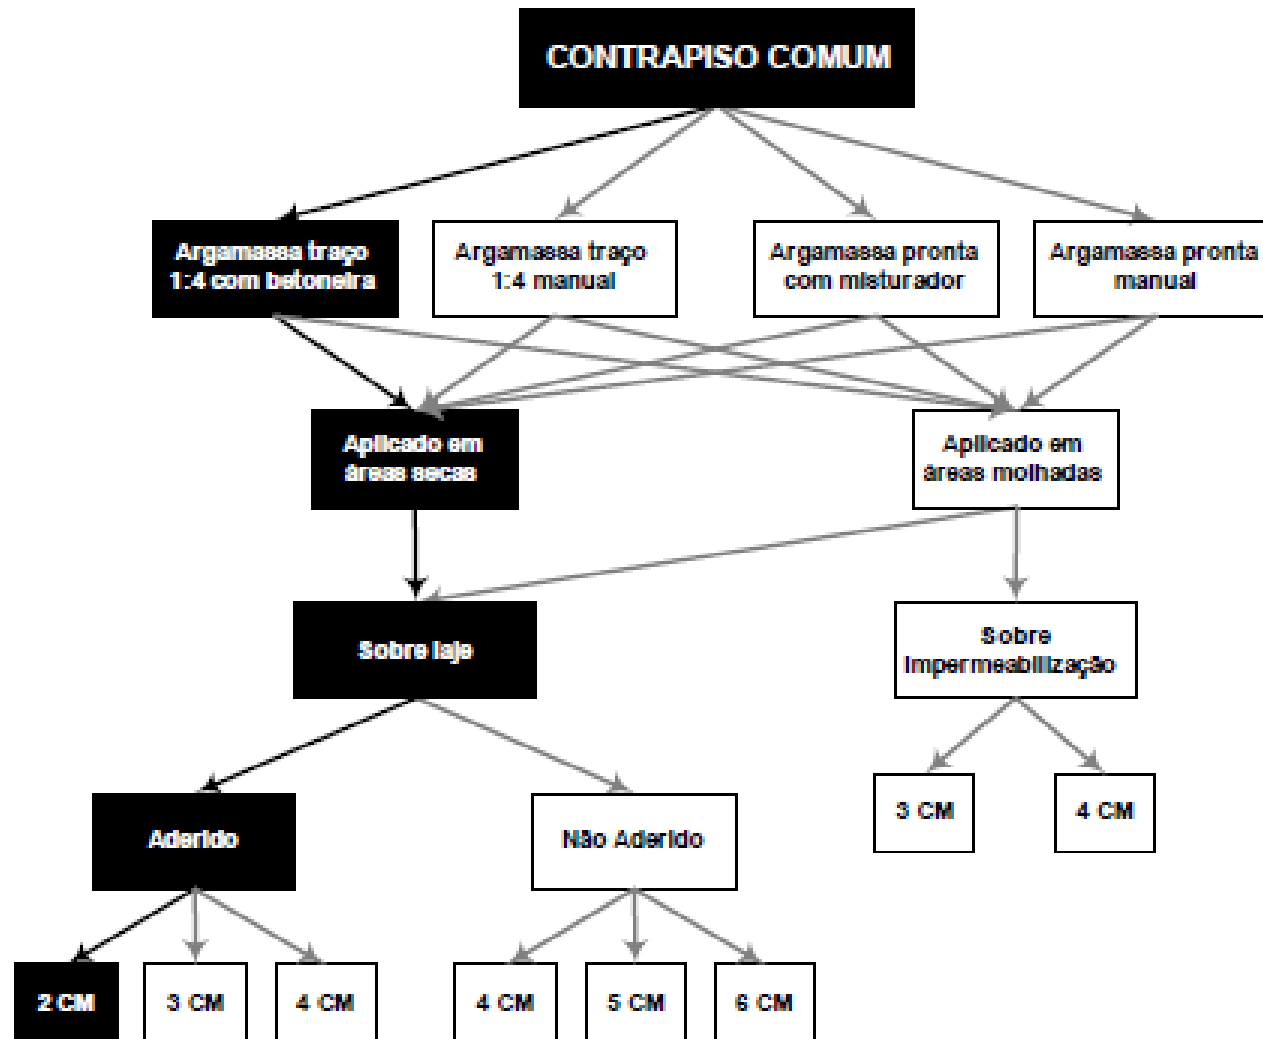 CONTRAPISO COMUM
Argamassa traço
1:4 com betoneira
Argamassa traço
1:4 manual
Argamassa pronta
com misturador
Argamassa pronta
manual
Aplicado em
áreas secas
Aplicado em
áreas molhadas
Sobre laje
Sobre
impermeabilização
3 CM
4 CM
Aderido
Não Aderido
2 CM
3 CM
4 CM
4 CM
5 CM
6 CM